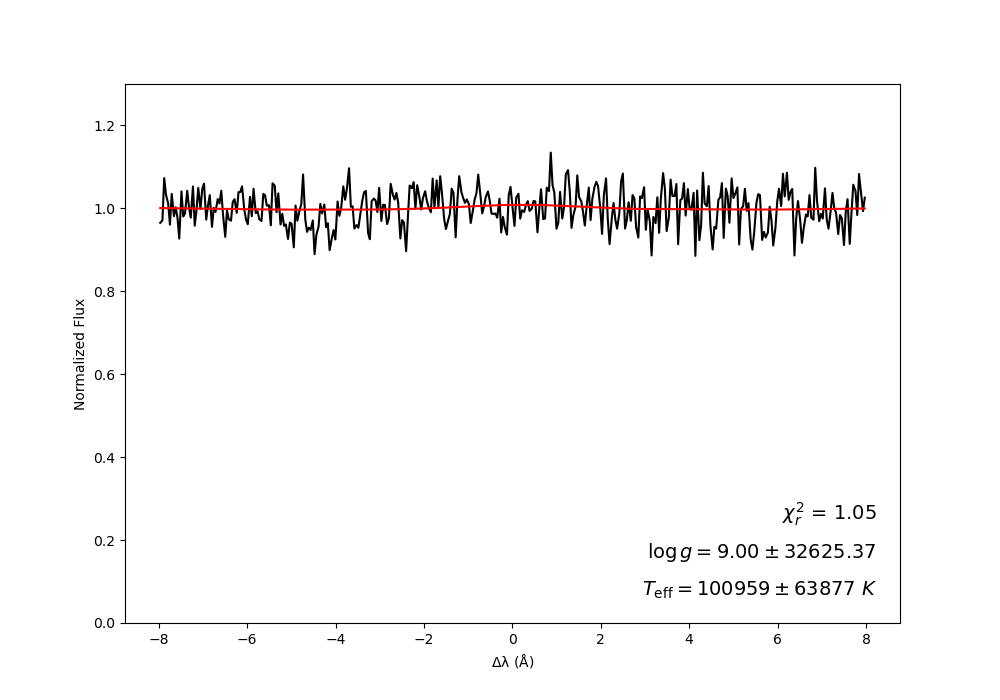 1.2
1.0
0.8
0.6
0.4
0.2
0.0
Normalized Flux
χ²ᵣ = 1.05
log g = 9.00 ± 32625.37
T_eff = 100959 ± 63877 K
−8 −6 −4 −2 0 2 4 6 8
Δλ (Å)